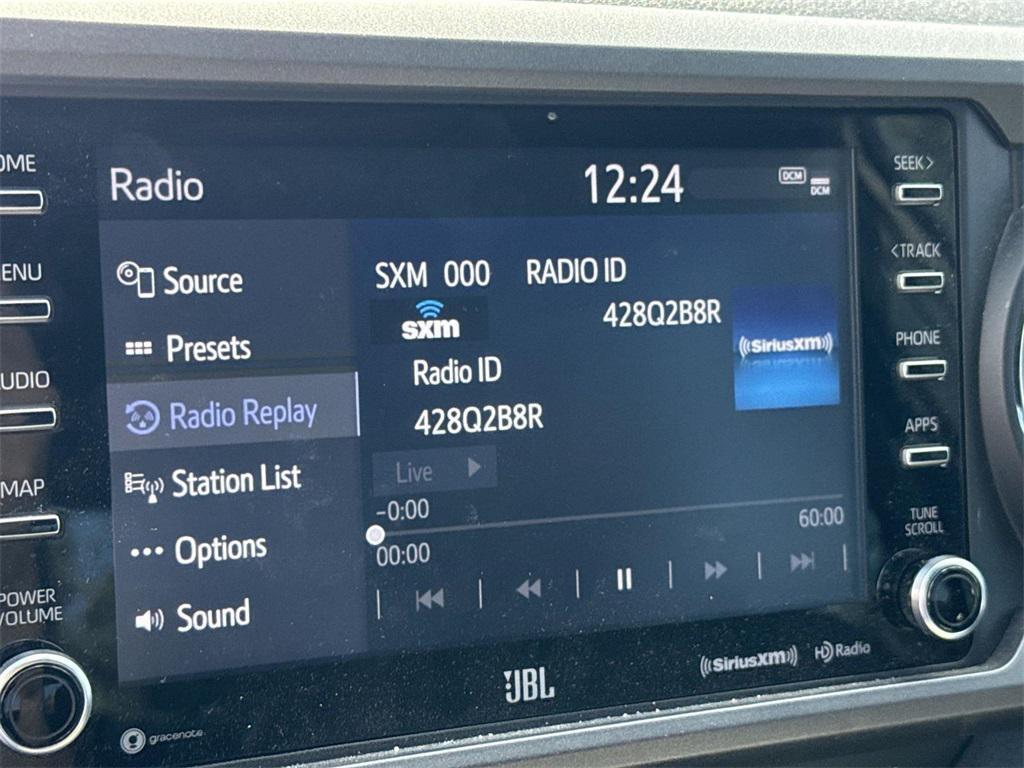 OME
ENU
UDIO
MAP
POWER
VOLUME
Radio
12:24
DCM
DCM
Source
Presets
Radio Replay
Station List
Options
Sound
SXM 000 RADIO ID
428Q2B8R
sxm
Radio ID
428Q2B8R
SiriusXM
Live
-0:00
60:00
00:00
SEEK>
<TRACK
PHONE
APPS
TUNE
SCROLL
gracenote
JBL
SiriusXM
HD Radio